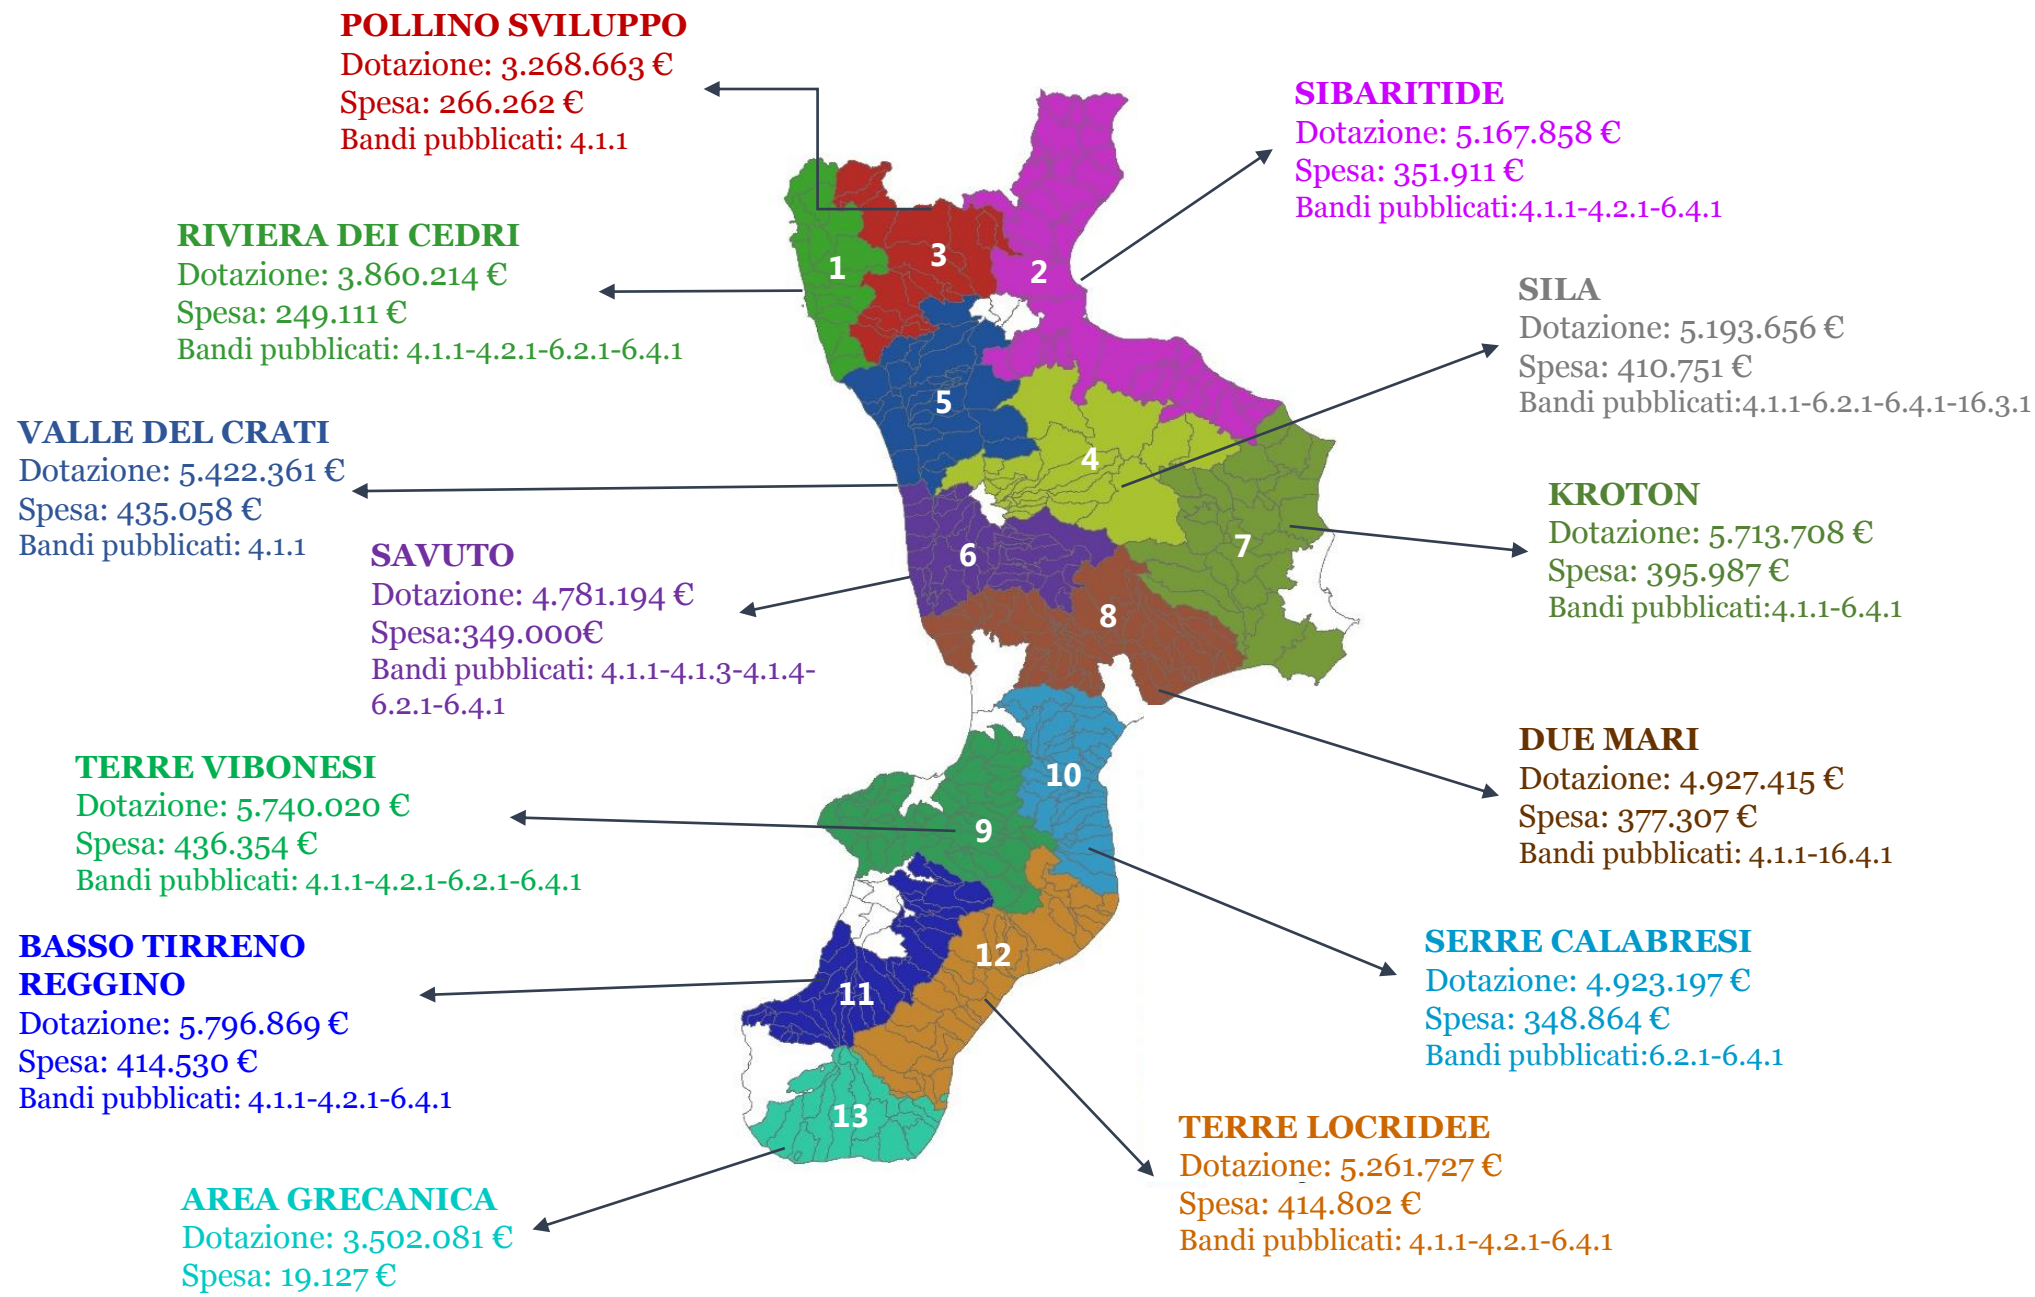 POLLINO SVILUPPO
Dotazione: 3.268.663 €
Spesa: 266.262 €
Bandi pubblicati: 4.1.1
SIBARITIDE
Dotazione: 5.167.858 €
Spesa: 351.911 €
Bandi pubblicati:4.1.1-4.2.1-6.4.1
RIVIERA DEI CEDRI
Dotazione: 3.860.214 €
Spesa: 249.111 €
Bandi pubblicati: 4.1.1-4.2.1-6.2.1-6.4.1
SILA
Dotazione: 5.193.656 €
Spesa: 410.751 €
Bandi pubblicati:4.1.1-6.2.1-6.4.1-16.3.1
VALLE DEL CRATI
Dotazione: 5.422.361 €
Spesa: 435.058 €
Bandi pubblicati: 4.1.1
KROTON
Dotazione: 5.713.708 €
Spesa: 395.987 €
Bandi pubblicati:4.1.1-6.4.1
SAVUTO
Dotazione: 4.781.194 €
Spesa:349.000€
Bandi pubblicati: 4.1.1-4.1.3-4.1.4-
6.2.1-6.4.1
DUE MARI
Dotazione: 4.927.415 €
Spesa: 377.307 €
Bandi pubblicati: 4.1.1-16.4.1
TERRE VIBONESI
Dotazione: 5.740.020 €
Spesa: 436.354 €
Bandi pubblicati: 4.1.1-4.2.1-6.2.1-6.4.1
SERRE CALABRESI
Dotazione: 4.923.197 €
Spesa: 348.864 €
Bandi pubblicati:6.2.1-6.4.1
BASSO TIRRENO
REGGINO
Dotazione: 5.796.869 €
Spesa: 414.530 €
Bandi pubblicati: 4.1.1-4.2.1-6.4.1
TERRE LOCRIDEE
Dotazione: 5.261.727 €
Spesa: 414.802 €
Bandi pubblicati: 4.1.1-4.2.1-6.4.1
AREA GRECANICA
Dotazione: 3.502.081 €
Spesa: 19.127 €
1
3
2
5
4
6
7
8
10
9
12
11
13